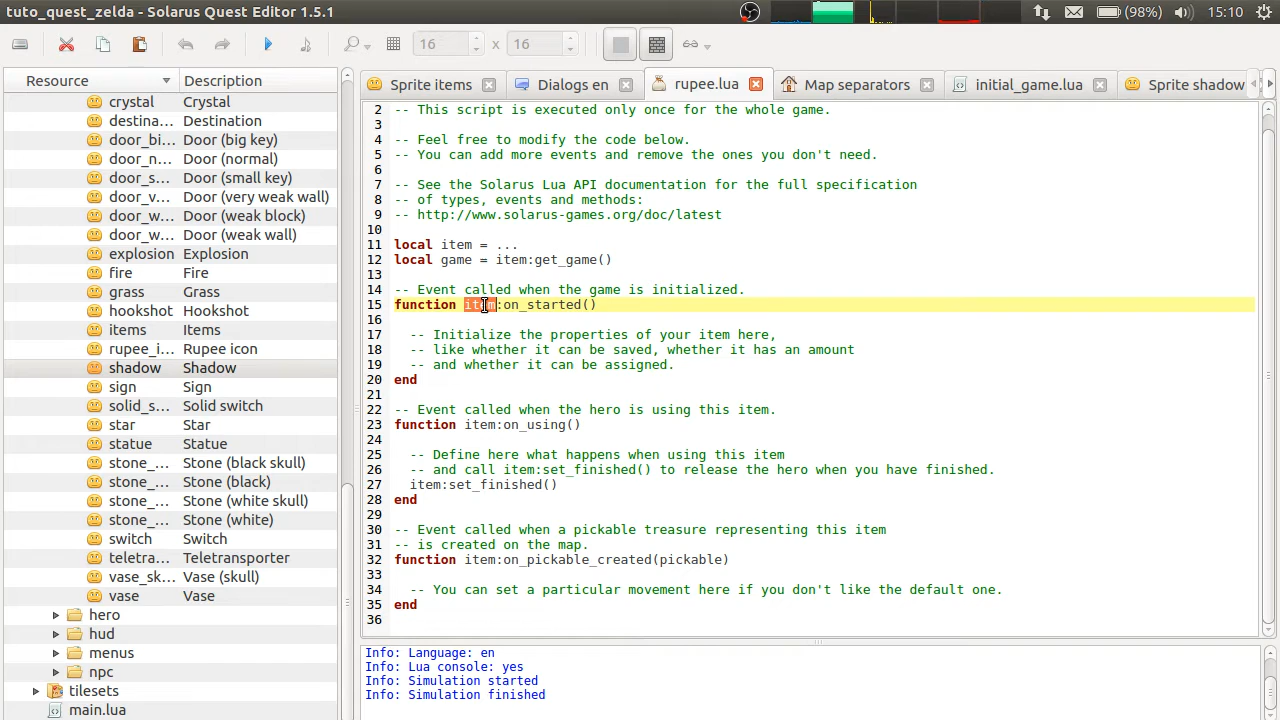 tuto_quest_zelda - Solarus Quest Editor 1.5.1
(98%) 15:10
16 x 16
Resource Description
Sprite items Dialogs en rupee.lua Map separators initial_game.lua Sprite shadow
crystal Crystal
destina... Destination
door_bi... Door (big key)
door_n... Door (normal)
door_s... Door (small key)
door_v... Door (very weak wall)
door_w... Door (weak block)
door_w... Door (weak wall)
explosion Explosion
fire Fire
grass Grass
hookshot Hookshot
items Items
rupee_i... Rupee icon
shadow Shadow
sign Sign
solid_s... Solid switch
star Star
statue Statue
stone_... Stone (black skull)
stone_... Stone (black)
stone_... Stone (white skull)
stone_... Stone (white)
switch Switch
teletra... Teletransporter
vase_sk... Vase (skull)
vase Vase
hero
hud
menus
npc
tilesets
main.lua
2 -- This script is executed only once for the whole game.
3
4 -- Feel free to modify the code below.
5 -- You can add more events and remove the ones you don't need.
6
7 -- See the Solarus Lua API documentation for the full specification
8 -- of types, events and methods:
9 -- http://www.solarus-games.org/doc/latest
10
11 local item = ...
12 local game = item:get_game()
13
14 -- Event called when the game is initialized.
15 function item:on_started()
16
17 -- Initialize the properties of your item here,
18 -- like whether it can be saved, whether it has an amount
19 -- and whether it can be assigned.
20 end
21
22 -- Event called when the hero is using this item.
23 function item:on_using()
24
25 -- Define here what happens when using this item
26 -- and call item:set_finished() to release the hero when you have finished.
27 item:set_finished()
28 end
29
30 -- Event called when a pickable treasure representing this item
31 -- is created on the map.
32 function item:on_pickable_created(pickable)
33
34 -- You can set a particular movement here if you don't like the default one.
35 end
36
Info: Language: en
Info: Lua console: yes
Info: Simulation started
Info: Simulation finished